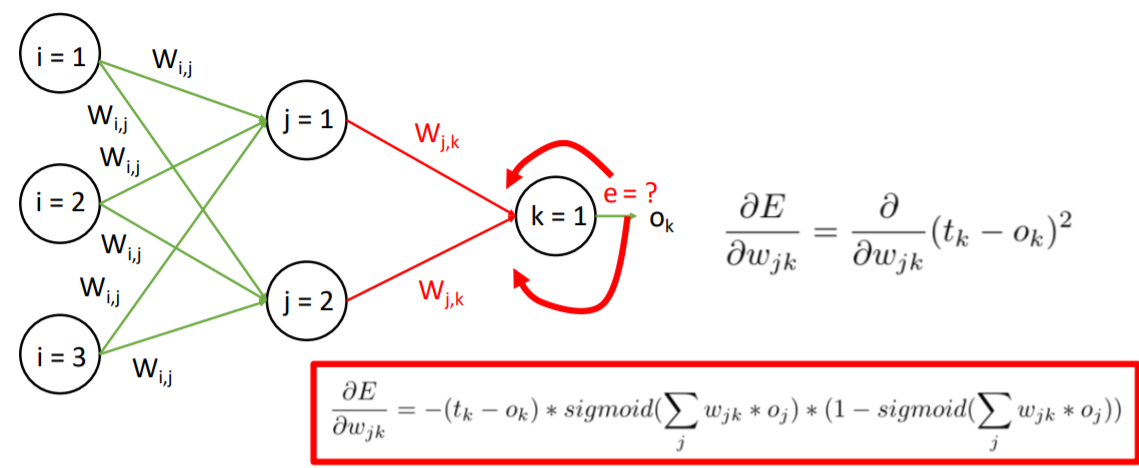 i = 1
W_{i,j}
W_{i,j}
j = 1
W_{i,j}
W_{j,k}
i = 2
k = 1
e = ?
o_k
∂E/∂w_{jk} = ∂/∂w_{jk} (t_k − o_k)^2
W_{i,j}
W_{i,j}
j = 2
W_{j,k}
i = 3
W_{i,j}
∂E/∂w_{jk} = −(t_k − o_k) * sigmoid(∑_j w_{jk} * o_j) * (1 − sigmoid(∑_j w_{jk} * o_j))